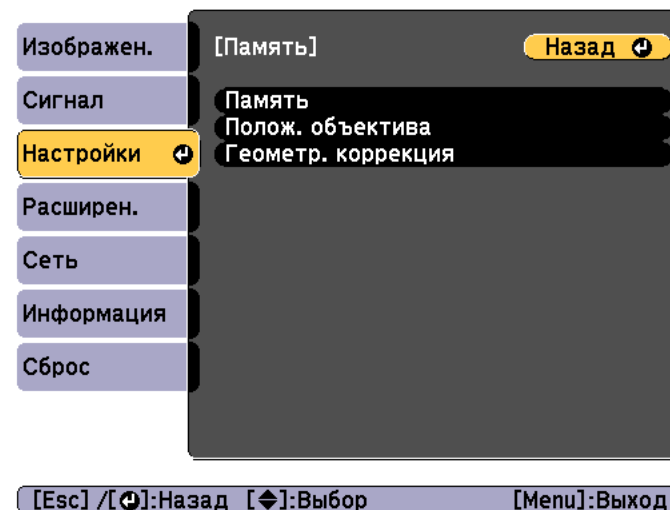 Изображен.
Сигнал
Настройки
Расширен.
Сеть
Информация
Сброс
[Память]
Назад
Память
Полож. объектива
Геометр. коррекция
[Esc] /[ ]:Назад [ ]:Выбор [Menu]:Выход